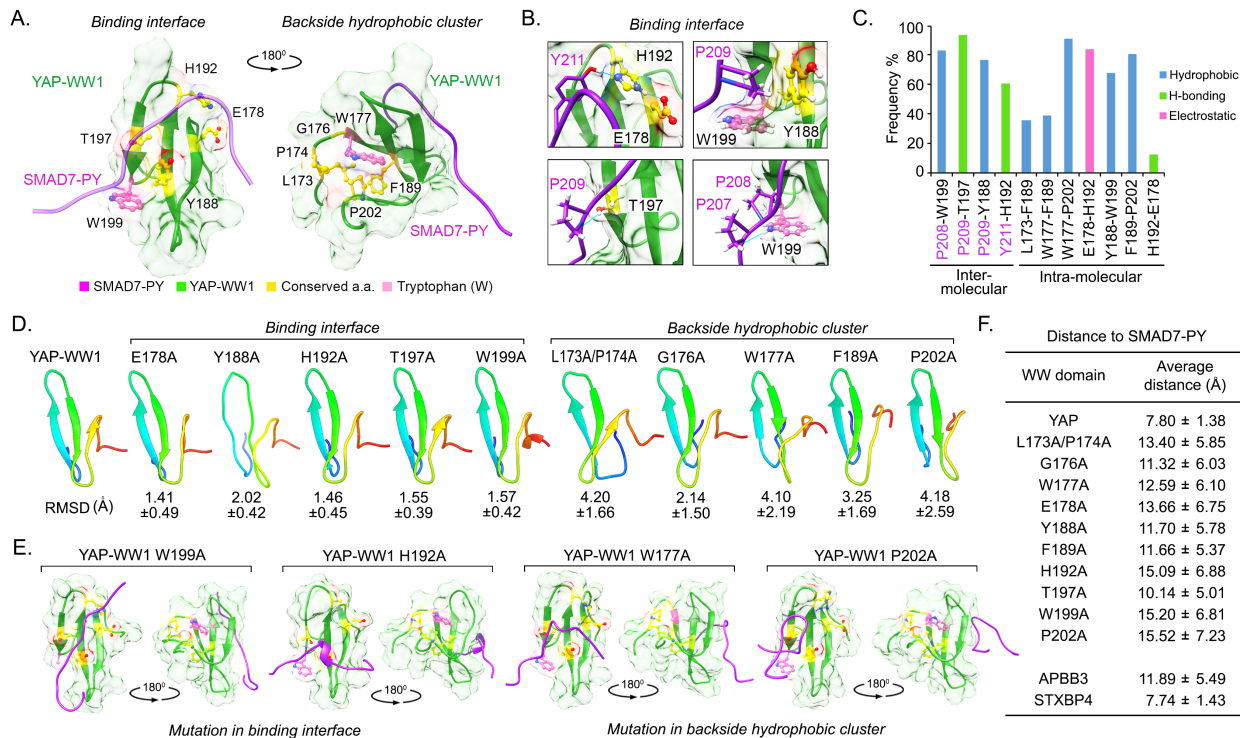 A.
Binding interface
Backside hydrophobic cluster
180⁰
YAP-WW1
H192
E178
T197
SMAD7-PY
W199
Y188
YAP-WW1
W177
G176
P174
L173
F189
P202
SMAD7-PY
SMAD7-PY
YAP-WW1
Conserved a.a.
Tryptophan (W)
B.
Binding interface
Y211
H192
E178
P209
W199
Y188
P209
T197
P208
P207
W199
C.
Frequency %
100
80
60
40
20
0
Hydrophobic
H-bonding
Electrostatic
P208-W199
P209-T197
P209-Y188
Y211-H192
L173-F189
W177-F189
W177-P202
E178-H192
Y188-W199
F189-P202
H192-E178
Inter-
molecular
Intra-molecular
D.
Binding interface
Backside hydrophobic cluster
YAP-WW1 E178A Y188A H192A T197A W199A L173A/P174A G176A W177A F189A P202A
RMSD (Å)
1.41 2.02 1.46 1.55 1.57 4.20 2.14 4.10 3.25 4.18
±0.49 ±0.42 ±0.45 ±0.39 ±0.42 ±1.66 ±1.50 ±2.19 ±1.69 ±2.59
E.
YAP-WW1 W199A
YAP-WW1 H192A
YAP-WW1 W177A
YAP-WW1 P202A
180⁰
180⁰
180⁰
180⁰
Mutation in binding interface
Mutation in backside hydrophobic cluster
F.
Distance to SMAD7-PY
WW domain
Average
distance (Å)
YAP 7.80 ± 1.38
L173A/P174A 13.40 ± 5.85
G176A 11.32 ± 6.03
W177A 12.59 ± 6.10
E178A 13.66 ± 6.75
Y188A 11.70 ± 5.78
F189A 11.66 ± 5.37
H192A 15.09 ± 6.88
T197A 10.14 ± 5.01
W199A 15.20 ± 6.81
P202A 15.52 ± 7.23
APBB3 11.89 ± 5.49
STXBP4 7.74 ± 1.43